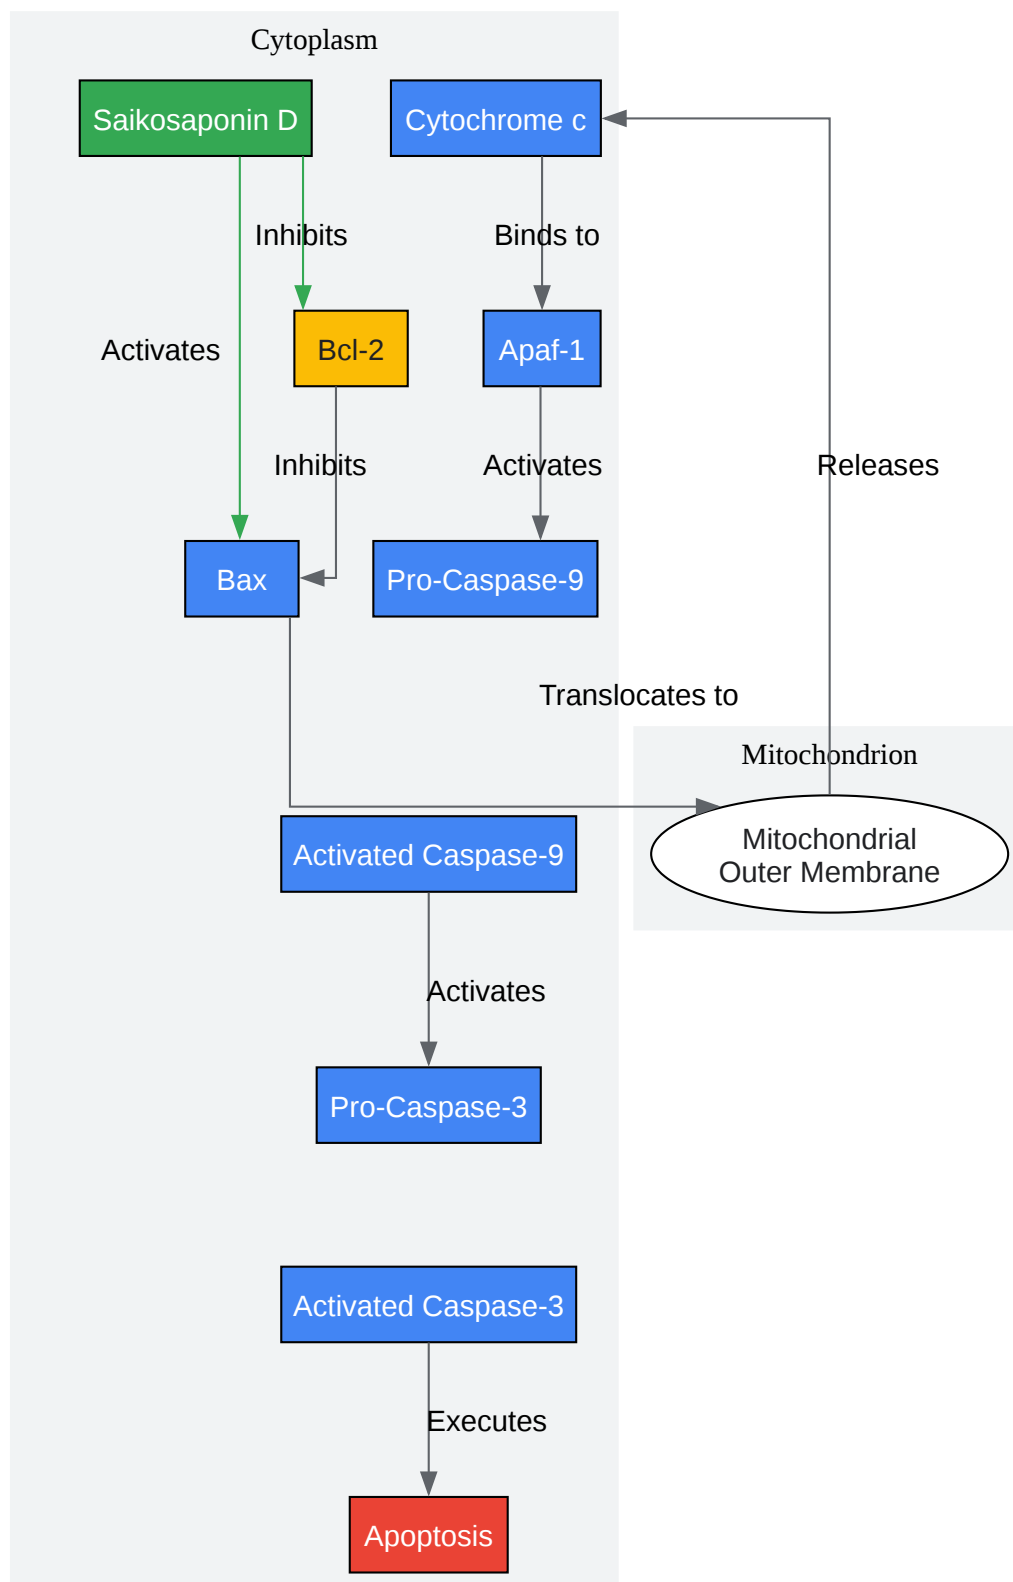 Cytoplasm
Saikosaponin D
Cytochrome c
Inhibits
Binds to
Activates
Bcl-2
Apaf-1
Inhibits
Activates
Releases
Bax
Pro-Caspase-9
Translocates to
Mitochondrion
Mitochondrial
Outer Membrane
Activated Caspase-9
Activates
Pro-Caspase-3
Activated Caspase-3
Executes
Apoptosis